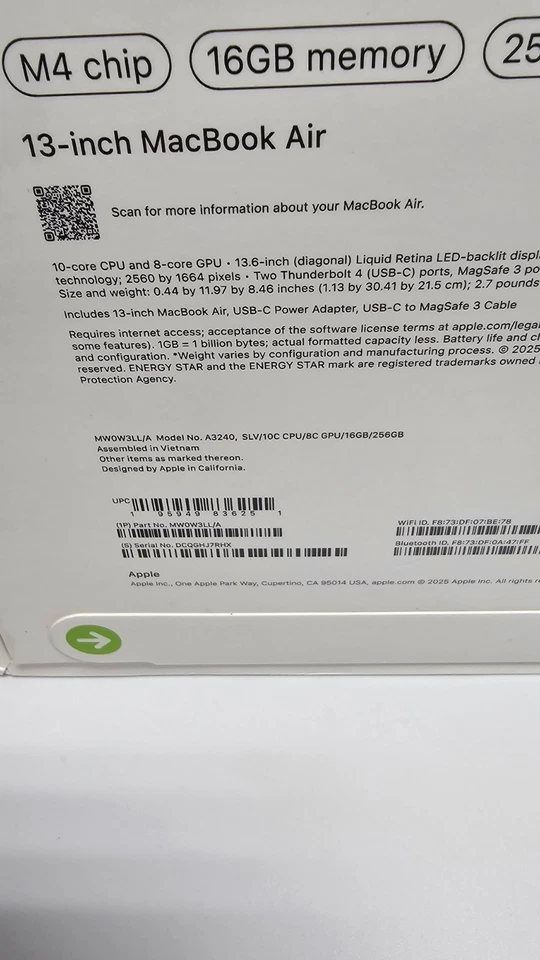 M4 chip
16GB memory
25
13-inch MacBook Air
Scan for more information about your MacBook Air.
10-core CPU and 8-core GPU • 13.6-inch (diagonal) Liquid Retina LED-backlit displ
technology; 2560 by 1664 pixels • Two Thunderbolt 4 (USB-C) ports, MagSafe 3 po
Size and weight: 0.44 by 11.97 by 8.46 inches (1.13 by 30.41 by 21.5 cm); 2.7 pounds
Includes 13-inch MacBook Air, USB-C Power Adapter, USB-C to MagSafe 3 Cable
Requires internet access; acceptance of the software license terms at apple.com/lega
some features). 1GB = 1 billion bytes; actual formatted capacity less. Battery life and ch
and configuration. *Weight varies by configuration and manufacturing process. © 2025
reserved. ENERGY STAR and the ENERGY STAR mark are registered trademarks owned
Protection Agency.
MW0W3LL/A Model No. A3240, SLV/10C CPU/8C GPU/16GB/256GB
Assembled in Vietnam
Other items as marked thereon.
Designed by Apple in California.
UPC
1 95949 83625 1
(1P) Part No. MW0W3LL/A
(S) Serial No. DCQGHJ7RHX
WiFi ID. F8:73:DF:07:BE:78
Bluetooth ID. F8:73:DF:0A:47:FF
Apple
Apple Inc., One Apple Park Way, Cupertino, CA 95014 USA, apple.com © 2025 Apple Inc. All rights r